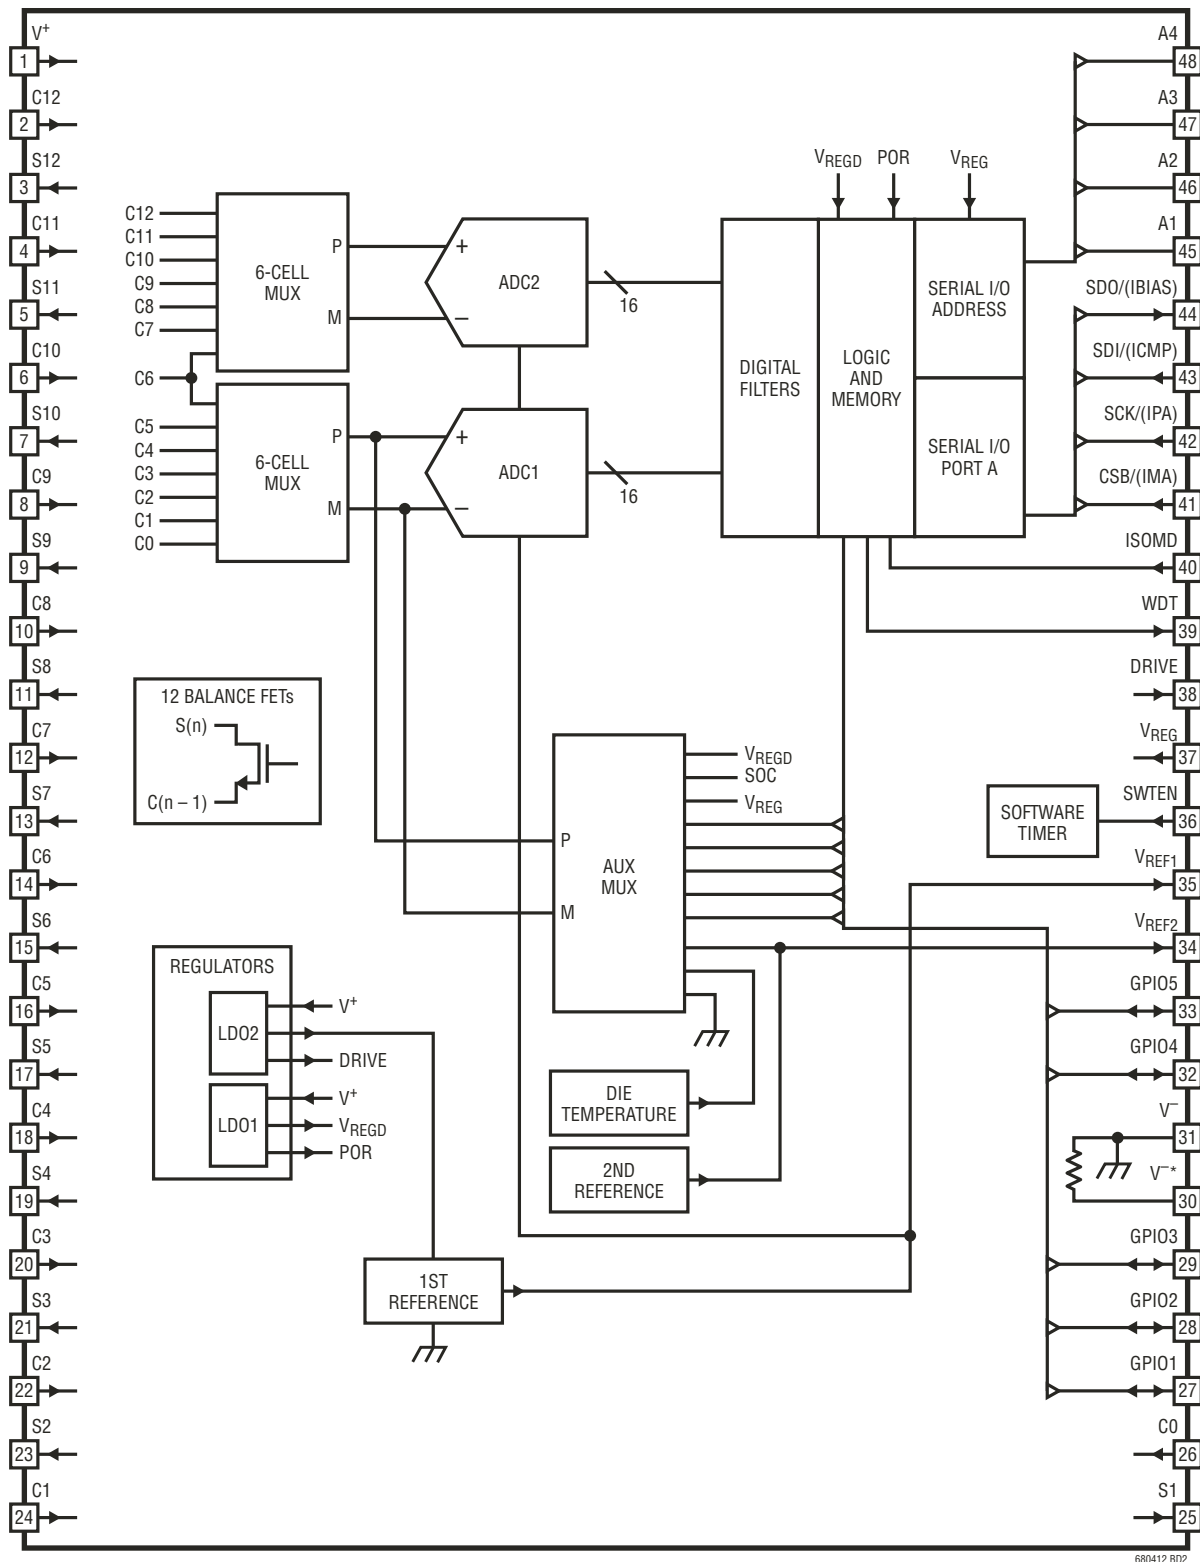 V+
1
C12
2
S12
3
C11
4
S11
5
C10
6
S10
7
C9
8
S9
9
C8
10
S8
11
C7
12
S7
13
C6
14
S6
15
C5
16
S5
17
C4
18
S4
19
C3
20
S3
21
C2
22
S2
23
C1
24
C12
C11
C10
C9
C8
C7
C6
C5
C4
C3
C2
C1
C0
6-CELL
MUX
P
M
6-CELL
MUX
P
M
+
ADC2
–
16
+
ADC1
–
16
VREGD
POR
VREG
DIGITAL
FILTERS
LOGIC
AND
MEMORY
SERIAL I/O
ADDRESS
SERIAL I/O
PORT A
12 BALANCE FETs
S(n)
C(n – 1)
P
AUX
MUX
M
VREGD
SOC
VREG
SOFTWARE
TIMER
REGULATORS
LDO2
V+
DRIVE
LDO1
V+
VREGD
POR
DIE
TEMPERATURE
2ND
REFERENCE
1ST
REFERENCE
A4
48
A3
47
A2
46
A1
45
SDO/(IBIAS)
44
SDI/(ICMP)
43
SCK/(IPA)
42
CSB/(IMA)
41
ISOMD
40
WDT
39
DRIVE
38
VREG
37
SWTEN
36
VREF1
35
VREF2
34
GPIO5
33
GPIO4
32
V–
31
V–*
30
GPIO3
29
GPIO2
28
GPIO1
27
C0
26
S1
25
680412 BD2